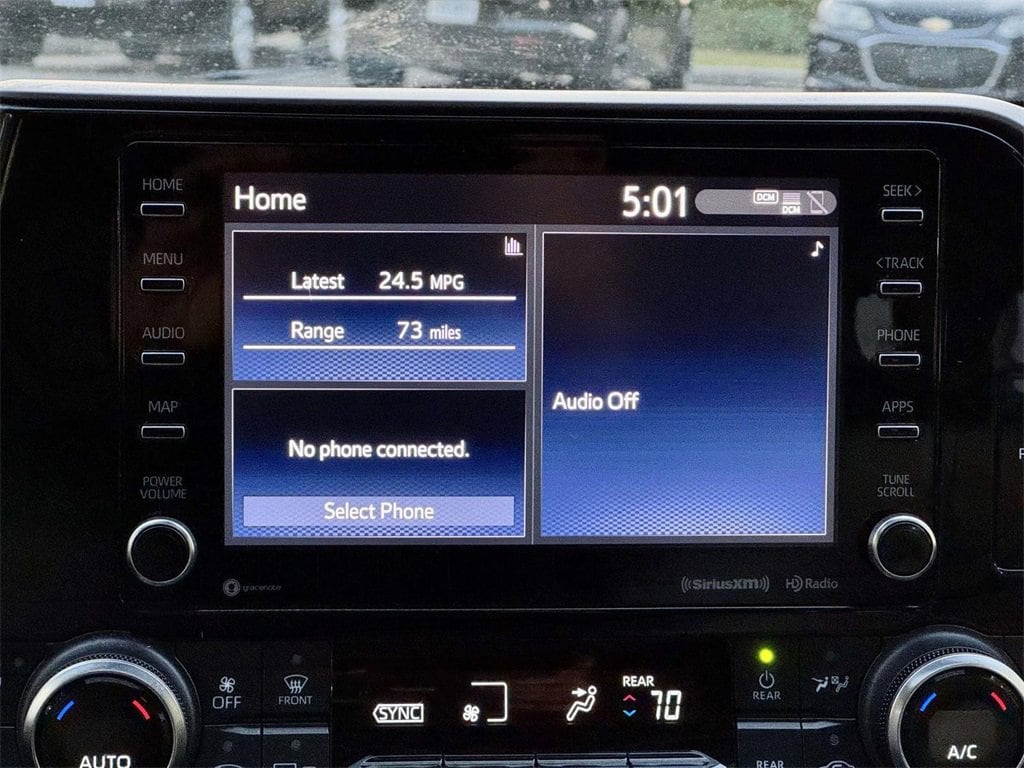 Home 5:01 DCM
DCM
Latest 24.5 MPG
Range 73 miles
No phone connected.
Select Phone
Audio Off
HOME
MENU
AUDIO
MAP
POWER
VOLUME
SEEK >
< TRACK
PHONE
APPS
TUNE
SCROLL
gracenote
SiriusXM HD Radio
OFF
FRONT
SYNC
REAR
70
REAR
AUTO
A/C
REAR